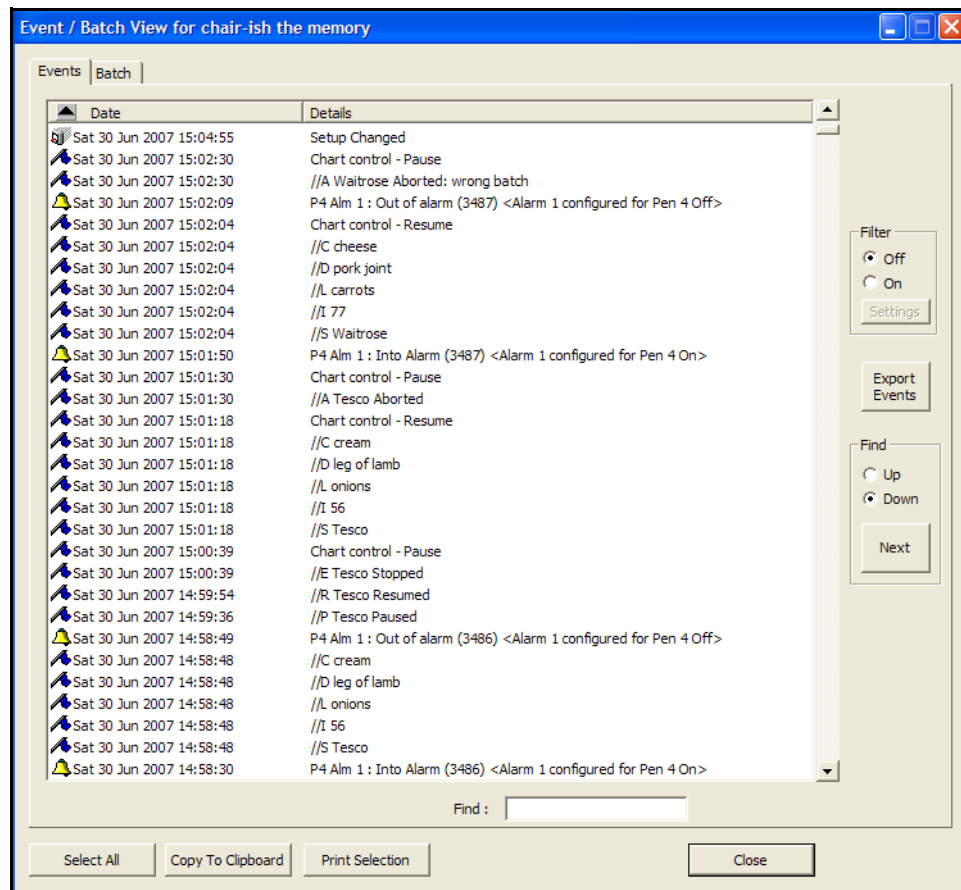 Event / Batch View for chair-ish the memory
Events Batch
Date Details
Sat 30 Jun 2007 15:04:55 Setup Changed
Sat 30 Jun 2007 15:02:30 Chart control - Pause
Sat 30 Jun 2007 15:02:30 //A Waitrose Aborted: wrong batch
Sat 30 Jun 2007 15:02:09 P4 Alm 1 : Out of alarm (3487) <Alarm 1 configured for Pen 4 Off>
Sat 30 Jun 2007 15:02:04 Chart control - Resume
Sat 30 Jun 2007 15:02:04 //C cheese
Sat 30 Jun 2007 15:02:04 //D pork joint
Sat 30 Jun 2007 15:02:04 //L carrots
Sat 30 Jun 2007 15:02:04 //I 77
Sat 30 Jun 2007 15:02:04 //S Waitrose
Sat 30 Jun 2007 15:01:50 P4 Alm 1 : Into Alarm (3487) <Alarm 1 configured for Pen 4 On>
Sat 30 Jun 2007 15:01:30 Chart control - Pause
Sat 30 Jun 2007 15:01:30 //A Tesco Aborted
Sat 30 Jun 2007 15:01:18 Chart control - Resume
Sat 30 Jun 2007 15:01:18 //C cream
Sat 30 Jun 2007 15:01:18 //D leg of lamb
Sat 30 Jun 2007 15:01:18 //L onions
Sat 30 Jun 2007 15:01:18 //I 56
Sat 30 Jun 2007 15:01:18 //S Tesco
Sat 30 Jun 2007 15:00:39 Chart control - Pause
Sat 30 Jun 2007 15:00:39 //E Tesco Stopped
Sat 30 Jun 2007 14:59:54 //R Tesco Resumed
Sat 30 Jun 2007 14:59:36 //P Tesco Paused
Sat 30 Jun 2007 14:58:49 P4 Alm 1 : Out of alarm (3486) <Alarm 1 configured for Pen 4 Off>
Sat 30 Jun 2007 14:58:48 //C cream
Sat 30 Jun 2007 14:58:48 //D leg of lamb
Sat 30 Jun 2007 14:58:48 //L onions
Sat 30 Jun 2007 14:58:48 //I 56
Sat 30 Jun 2007 14:58:48 //S Tesco
Sat 30 Jun 2007 14:58:30 P4 Alm 1 : Into Alarm (3486) <Alarm 1 configured for Pen 4 On>
Filter
Off
On
Settings
Export
Events
Find
Up
Down
Next
Find :
Select All Copy To Clipboard Print Selection Close